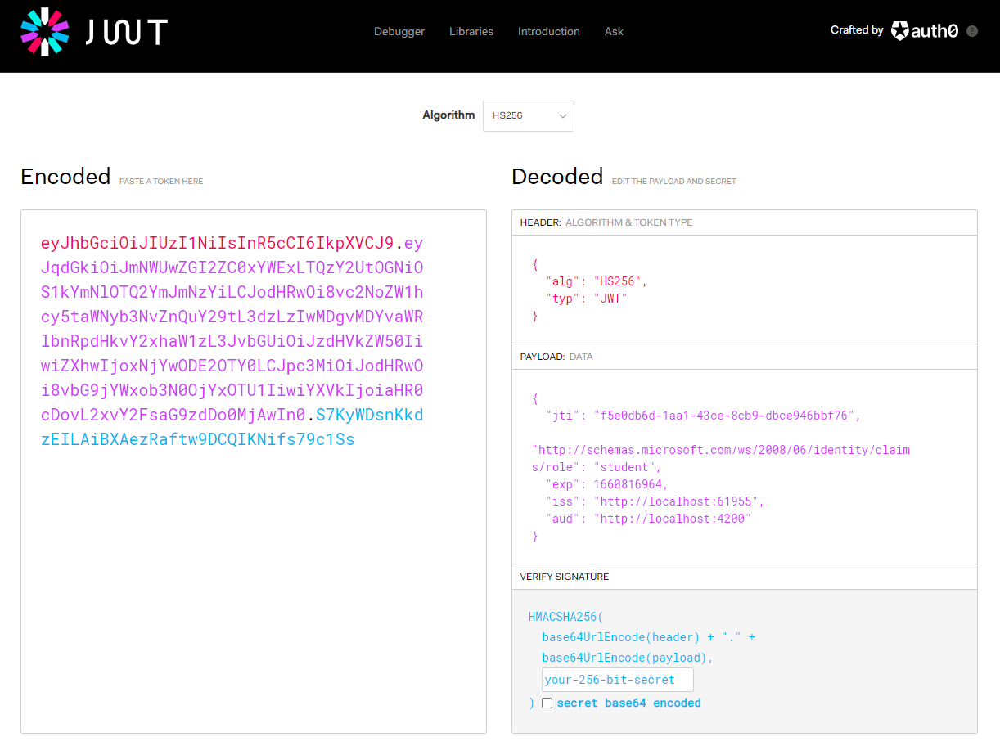 JWT
Debugger Libraries Introduction Ask
Crafted by auth0 ?
Algorithm HS256
Encoded PASTE A TOKEN HERE
eyJhbGciOiJIUzI1NiIsInR5cCI6IkpXVCJ9.ey
JqdGkiOiJmNWUwZGI2ZC0xYWExLTQzY2UtOGNiO
S1kYmNlOTQ2YmJmNzYiLCJodHRwOi8vc2NoZW1h
cy5taWNyb3NvZnQuY29tL3dzLzIwMDgvMDYvaWR
lbnRpdHkvY2xhaW1zL3JvbGUiOiJzdHVkZW50Ii
wiZXhwIjoxNjYwODE2OTY0LCJpc3MiOiJodHRwO
i8vbG9jYWxob3N0OjYxOTU1IiwiYXVkIjoiaHR0
cDovL2xvY2FsaG9zdDo0MjAwIn0.S7KyWDsnKkd
zEILAiBXAezRaftw9DCQIKNifs79c1Ss
Decoded EDIT THE PAYLOAD AND SECRET
HEADER: ALGORITHM & TOKEN TYPE
{
"alg": "HS256",
"typ": "JWT"
}
PAYLOAD: DATA
{
"jti": "f5e0db6d-1aa1-43ce-8cb9-dbce946bbf76",
"http://schemas.microsoft.com/ws/2008/06/identity/claim
s/role": "student",
"exp": 1660816964,
"iss": "http://localhost:61955",
"aud": "http://localhost:4200"
}
VERIFY SIGNATURE
HMACSHA256(
base64UrlEncode(header) + "." +
base64UrlEncode(payload),
your-256-bit-secret
) secret base64 encoded